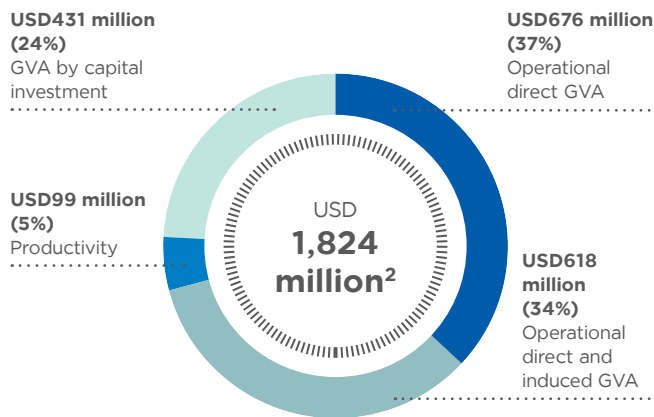 USD431 million
(24%)
GVA by capital
investment
USD676 million
(37%)
Operational
direct GVA
USD99 million
(5%)
Productivity
USD
1,824
million²
USD618
million
(34%)
Operational
direct and
induced GVA